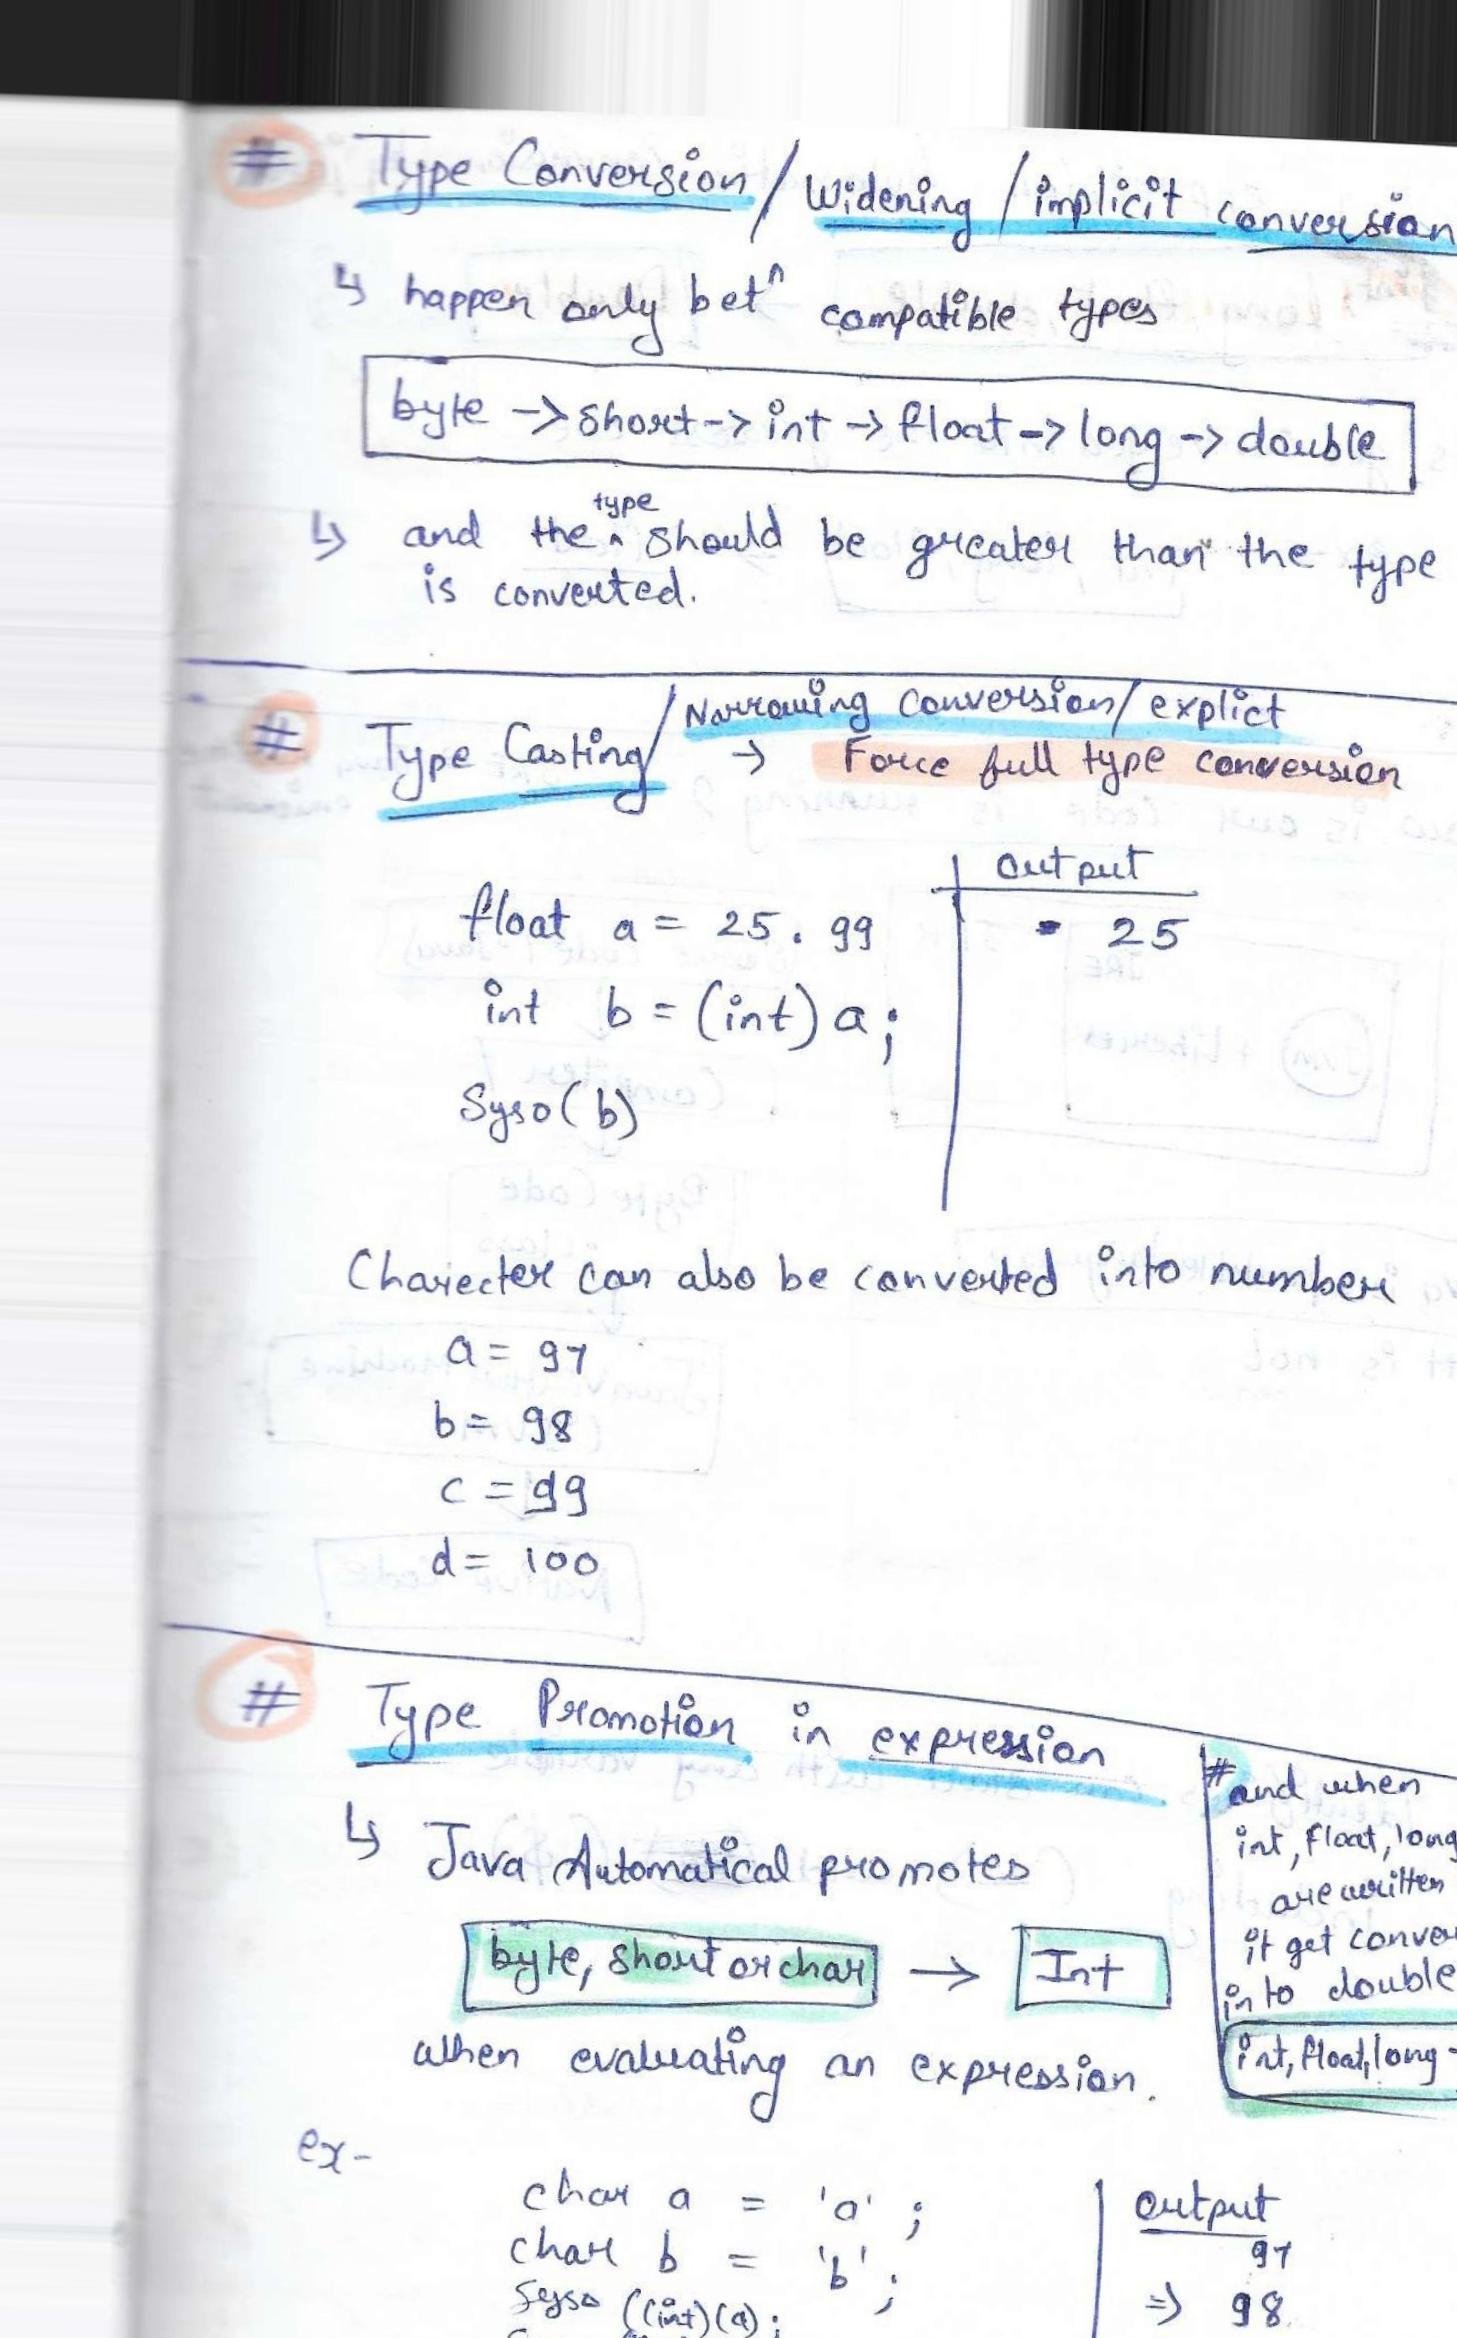 # Type Conversion / Widening / implicit conversion
↳ happen only betⁿ compatible types
byte -> short -> int -> float -> long -> double
↳ and the type should be greater than the type
is converted.
# Type Casting / Narrowing conversion / explict
→ Force full type conversion
output
float a = 25.99
25
int b = (int) a;
Syso(b)
Charecter can also be converted into number
a = 97
b = 98
c = 99
d = 100
# Type Promotion in expression
↳ Java Automatical promotes
byte, short or char → Int
when evaluating an expression.
# and when
int, float, long
are written
it get conver
into double
int, float, long -
ex-
char a = 'a';
char b = 'b';
Syso ((int)(a);
output
97
=> 98